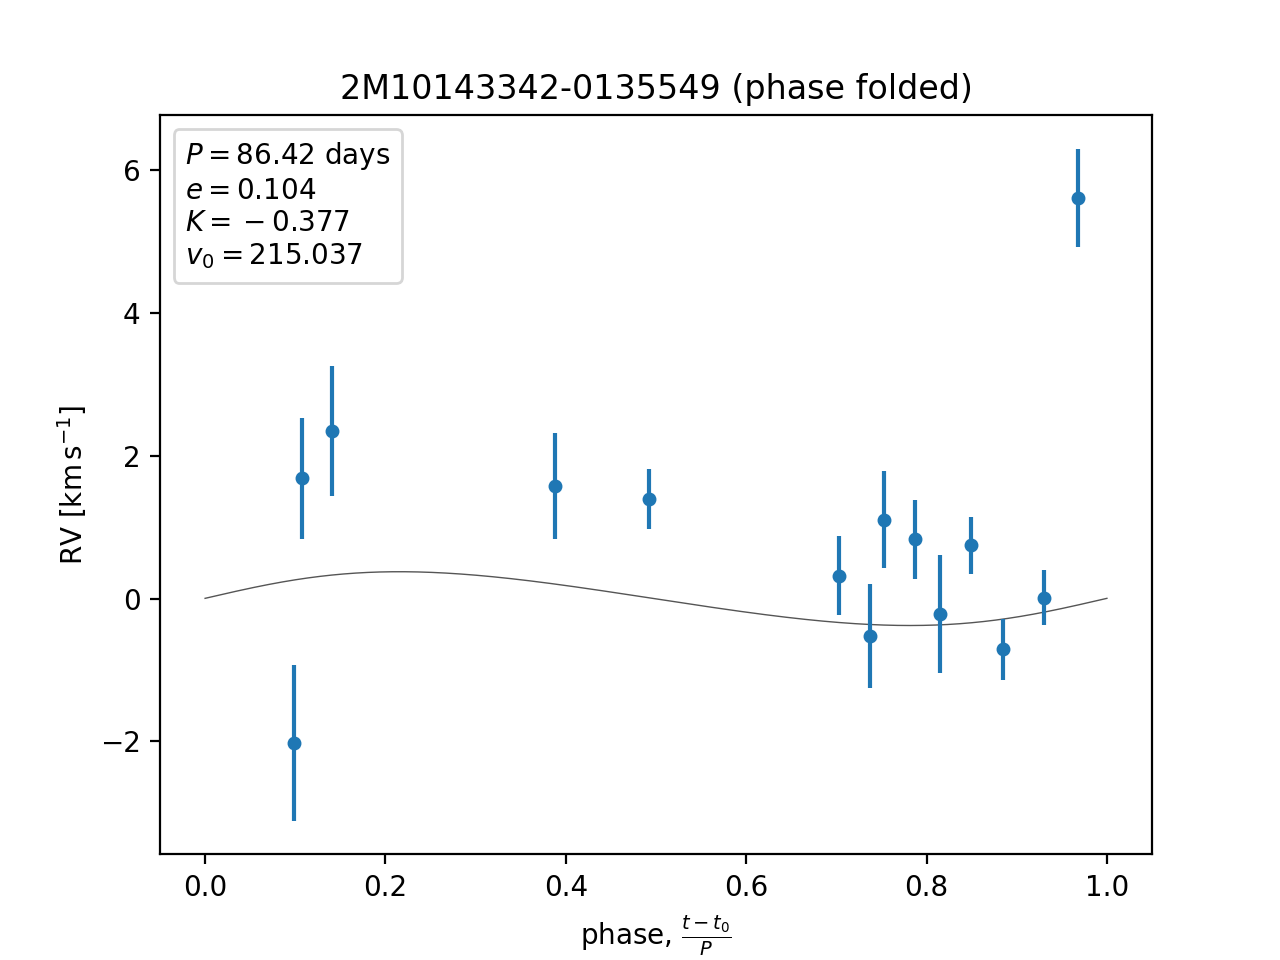 2M10143342-0135549 (phase folded)
P = 86.42 days
e = 0.104
K = −0.377
v₀ = 215.037
RV [km s⁻¹]
6
4
2
0
−2
0.0 0.2 0.4 0.6 0.8 1.0
phase, (t − t₀)/P